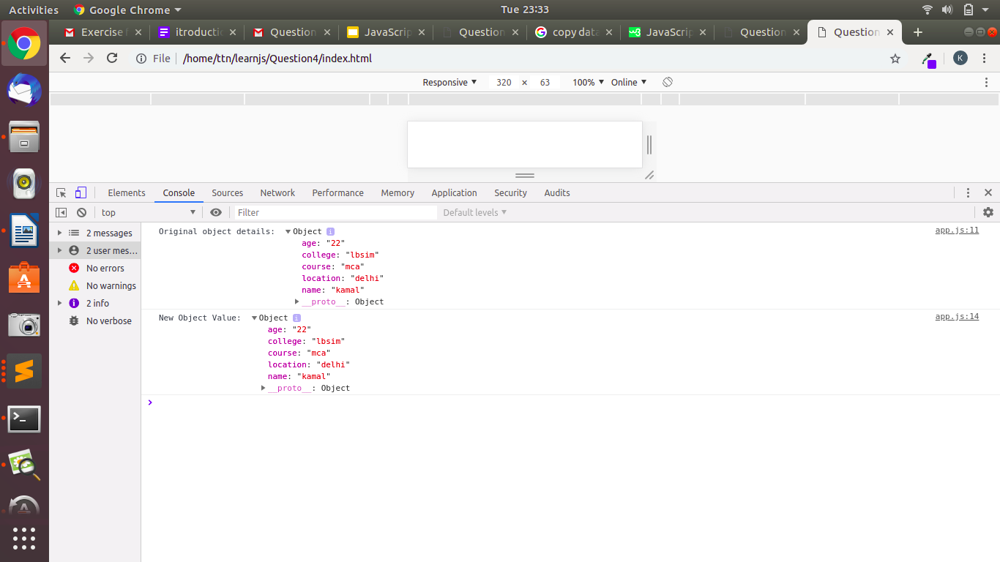 Activities Google Chrome Tue 23:33
Exercise f itroductio Question JavaScrip Question copy data JavaScrip Question Question
File /home/ttn/learnjs/Question4/index.html K
Responsive 320 × 63 100% Online
Elements Console Sources Network Performance Memory Application Security Audits
top Filter Default levels
2 messages
2 user mes...
No errors
No warnings
2 info
No verbose
Original object details: Object i app.js:11
age: "22"
college: "lbsim"
course: "mca"
location: "delhi"
name: "kamal"
__proto__: Object
New Object Value: Object i app.js:14
age: "22"
college: "lbsim"
course: "mca"
location: "delhi"
name: "kamal"
__proto__: Object